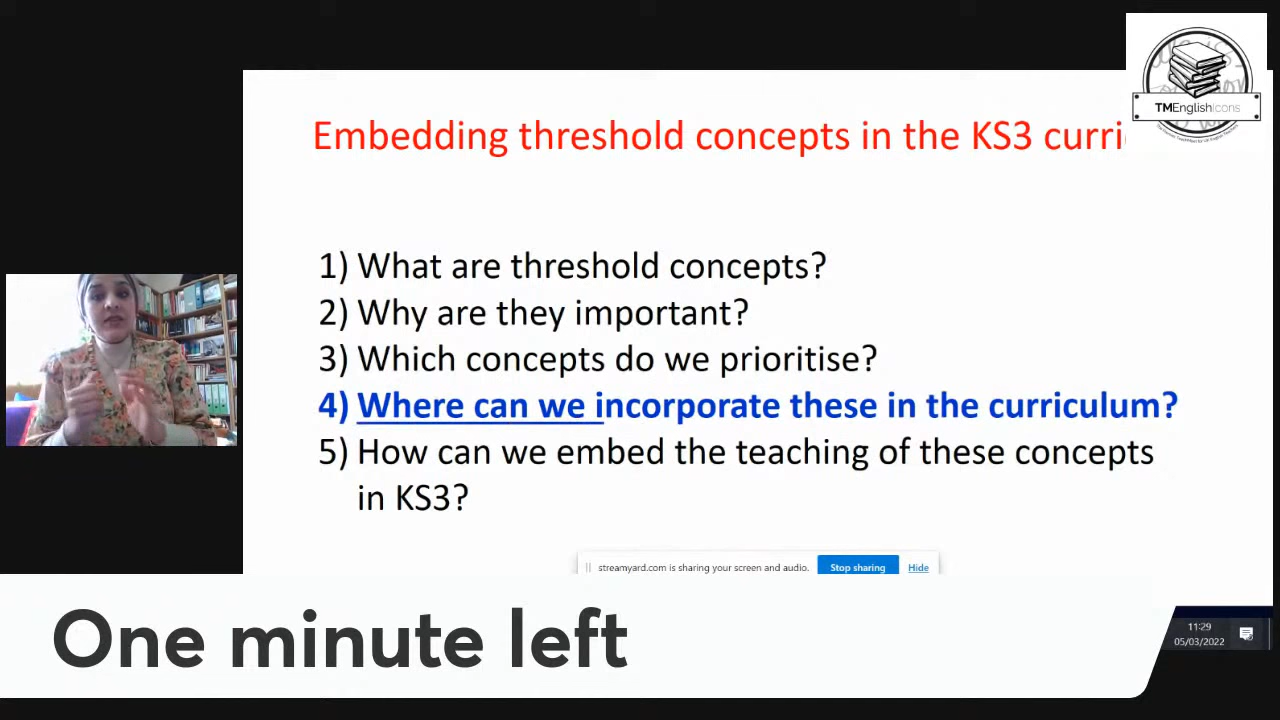 TMEnglishIcons
Embedding threshold concepts in the KS3 curri
1) What are threshold concepts?
2) Why are they important?
3) Which concepts do we prioritise?
4) Where can we incorporate these in the curriculum?
5) How can we embed the teaching of these concepts
in KS3?
streamyard.com is sharing your screen and audio. Stop sharing Hide
One minute left
11:29
05/03/2022